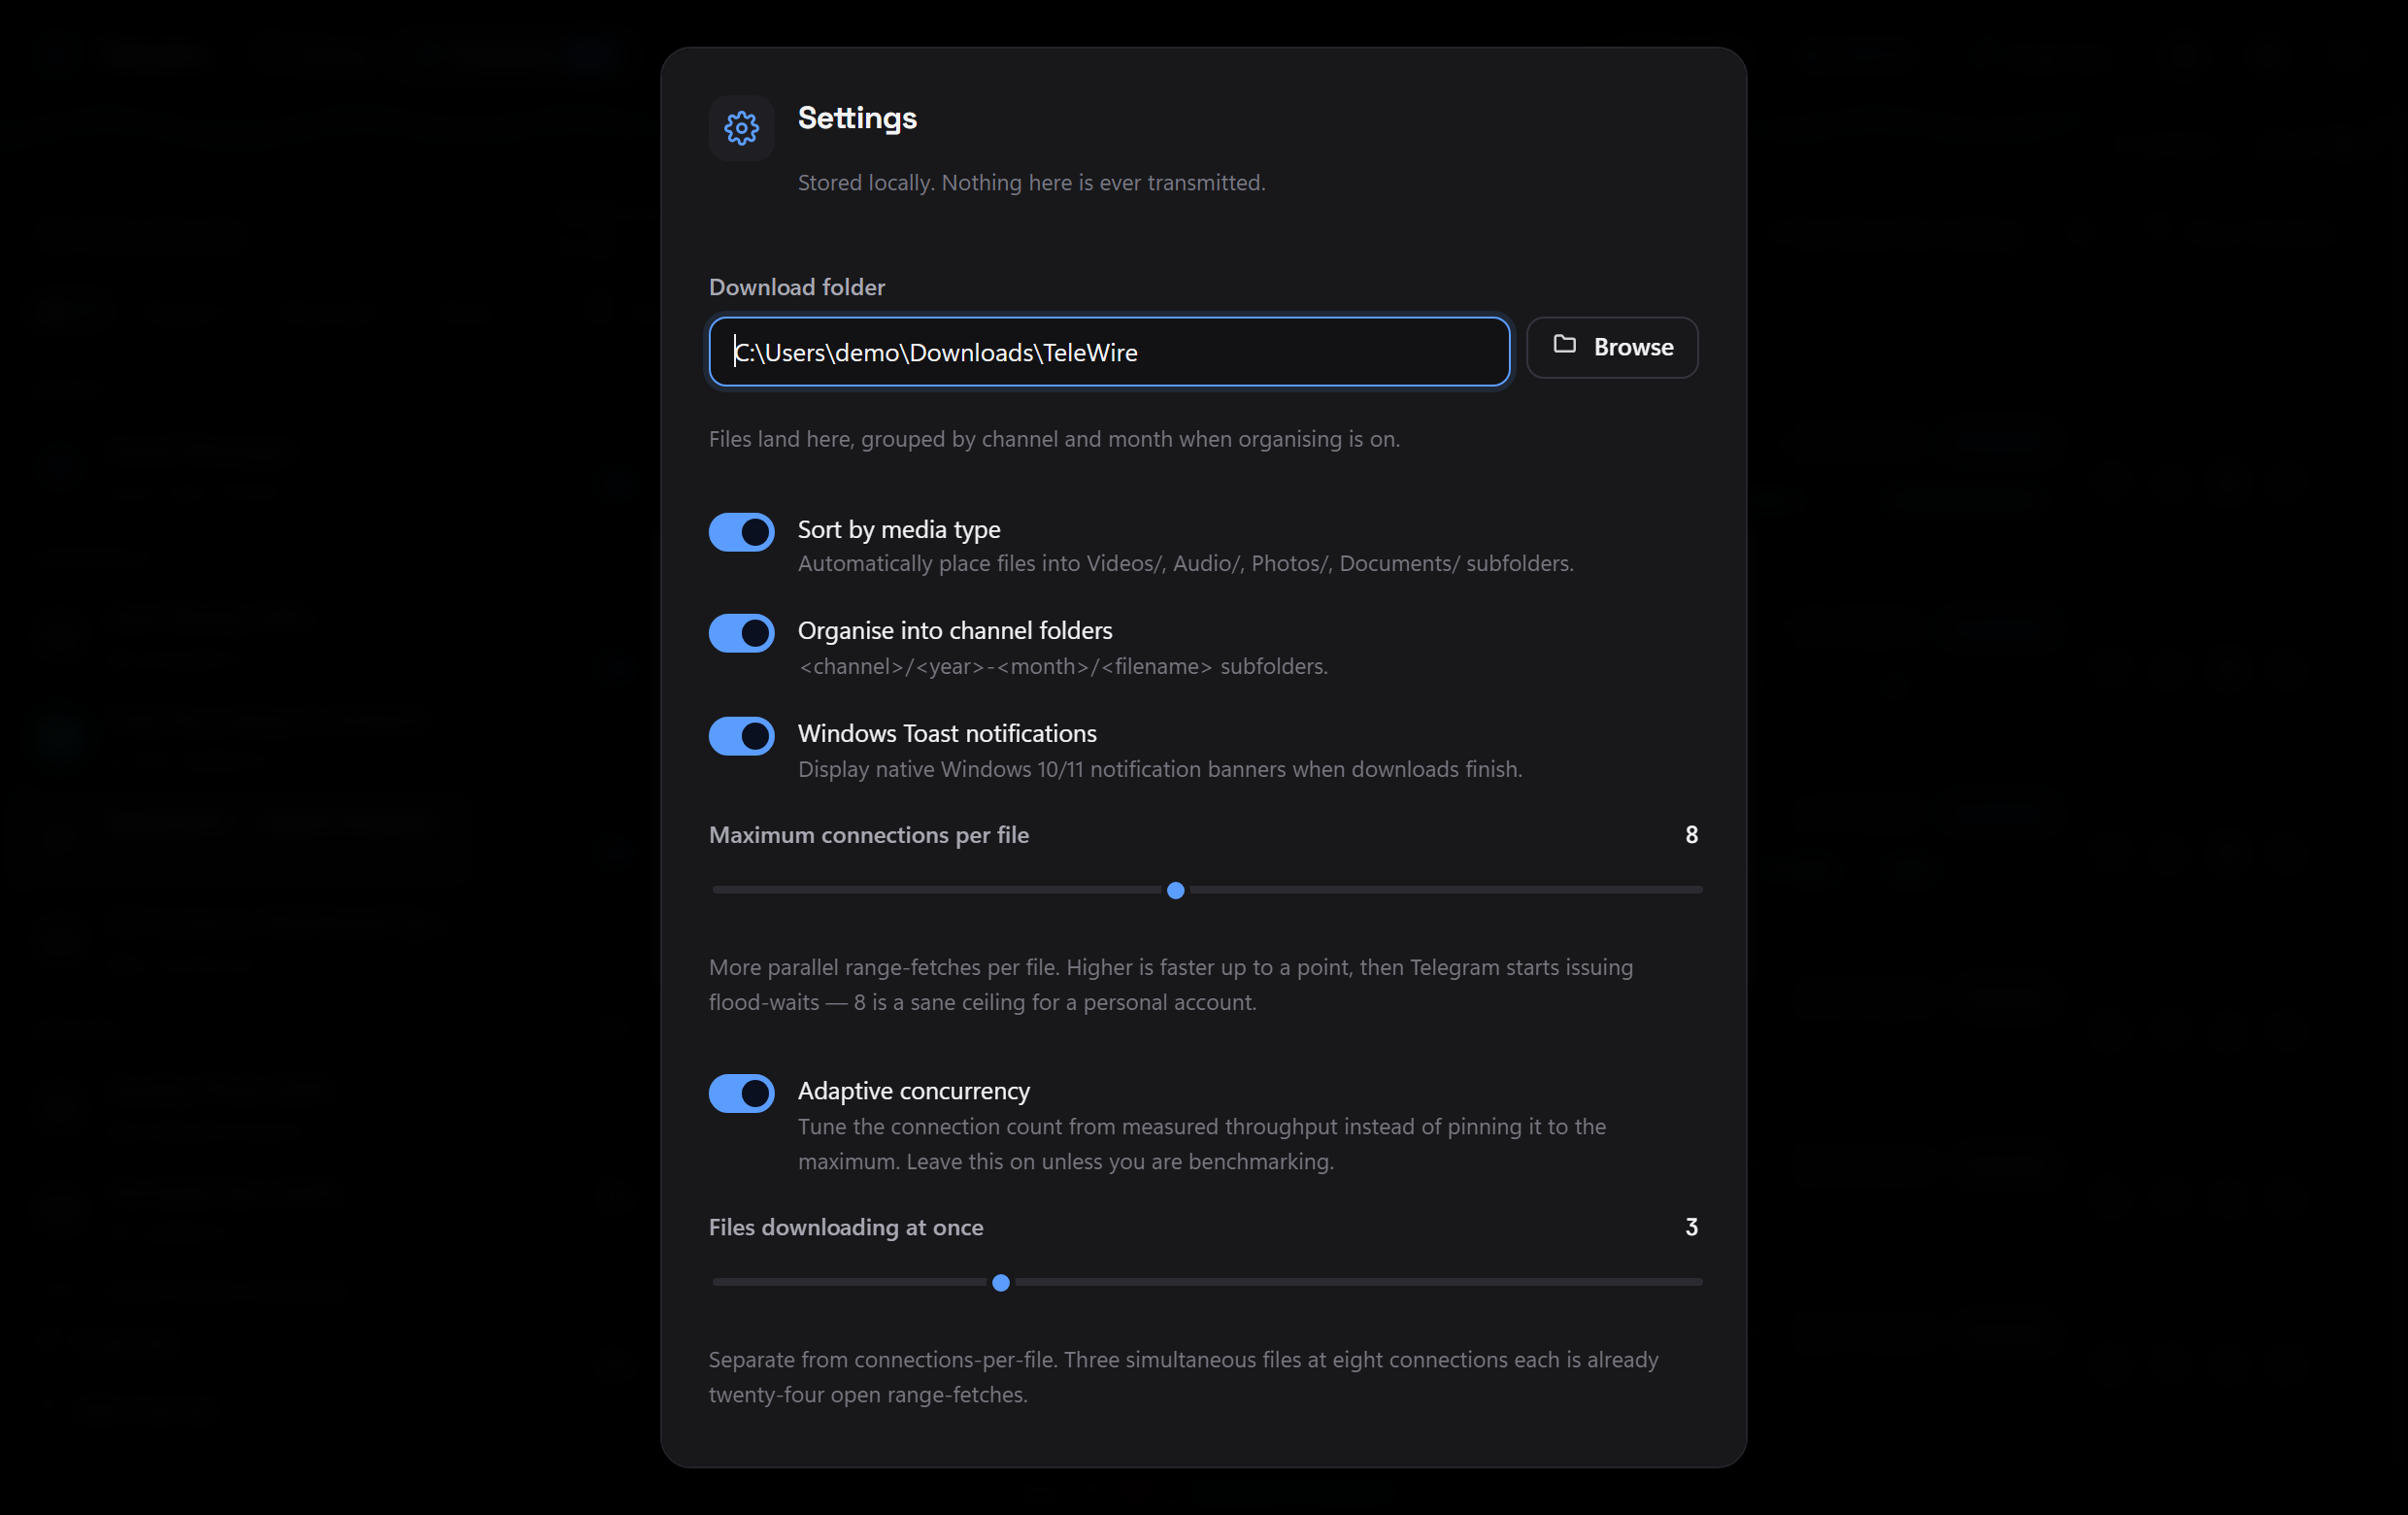 Settings
Stored locally. Nothing here is ever transmitted.
Download folder
C:\Users\demo\Downloads\TeleWire
Browse
Files land here, grouped by channel and month when organising is on.
Sort by media type
Automatically place files into Videos/, Audio/, Photos/, Documents/ subfolders.
Organise into channel folders
<channel>/<year>-<month>/<filename> subfolders.
Windows Toast notifications
Display native Windows 10/11 notification banners when downloads finish.
Maximum connections per file
8
More parallel range-fetches per file. Higher is faster up to a point, then Telegram starts issuing
flood-waits — 8 is a sane ceiling for a personal account.
Adaptive concurrency
Tune the connection count from measured throughput instead of pinning it to the
maximum. Leave this on unless you are benchmarking.
Files downloading at once
3
Separate from connections-per-file. Three simultaneous files at eight connections each is already
twenty-four open range-fetches.